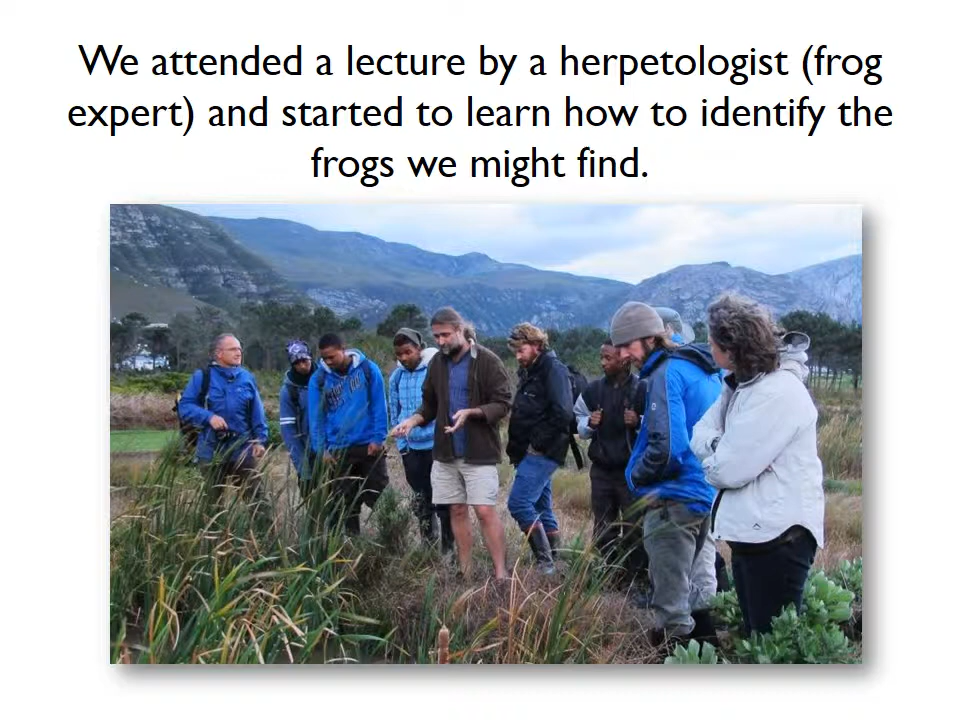 We attended a lecture by a herpetologist (frog
expert) and started to learn how to identify the
frogs we might find.